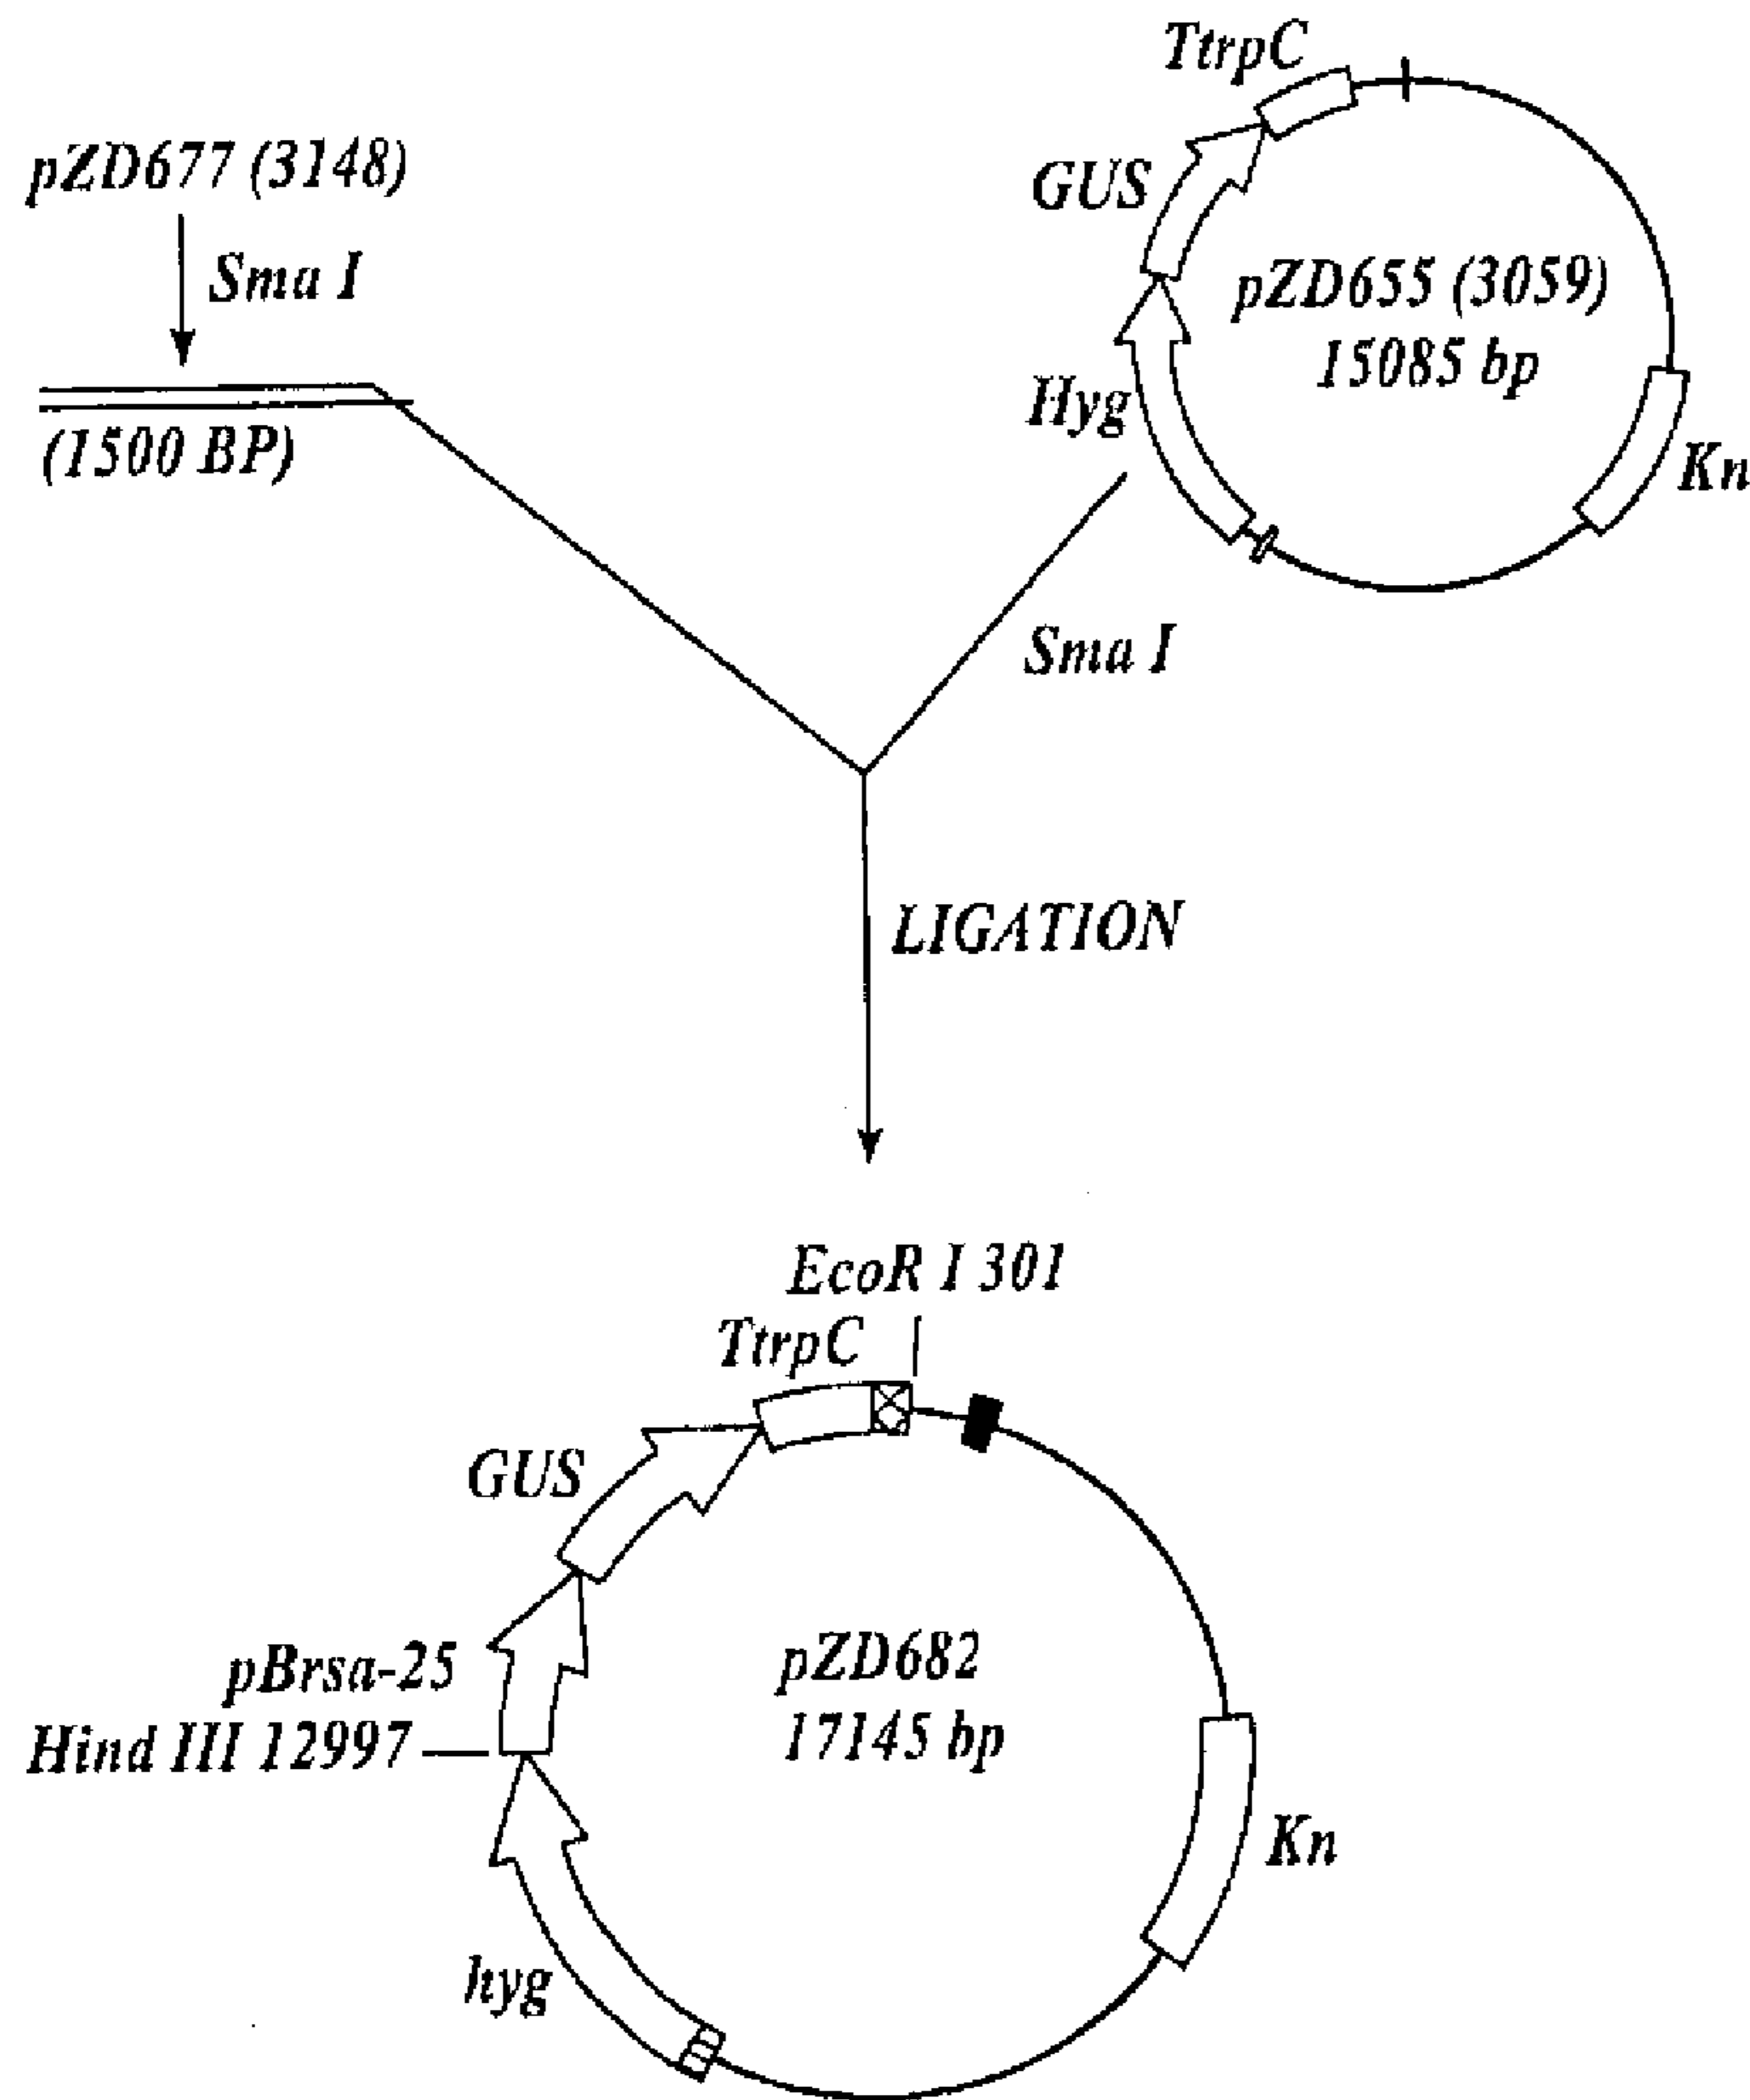 TtrpC
pZD677 (3148)
GUS
Sma I
pZD655 (3059)
15085 bp
Hyg
(1500 BP)
Kn
Sma I
LIGATION
EcoR I 301
TtrpC
GUS
pBrsa-25
Hind III 12997
pZD682
17145 bp
Kn
hyg